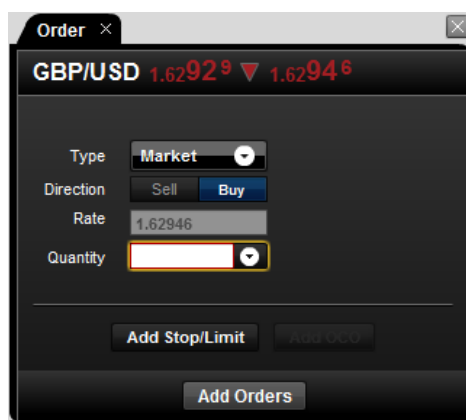 Order ×
GBP/USD 1.62929 ▼ 1.62946
Type Market
Direction Sell Buy
Rate 1.62946
Quantity
Add Stop/Limit Add OCO
Add Orders